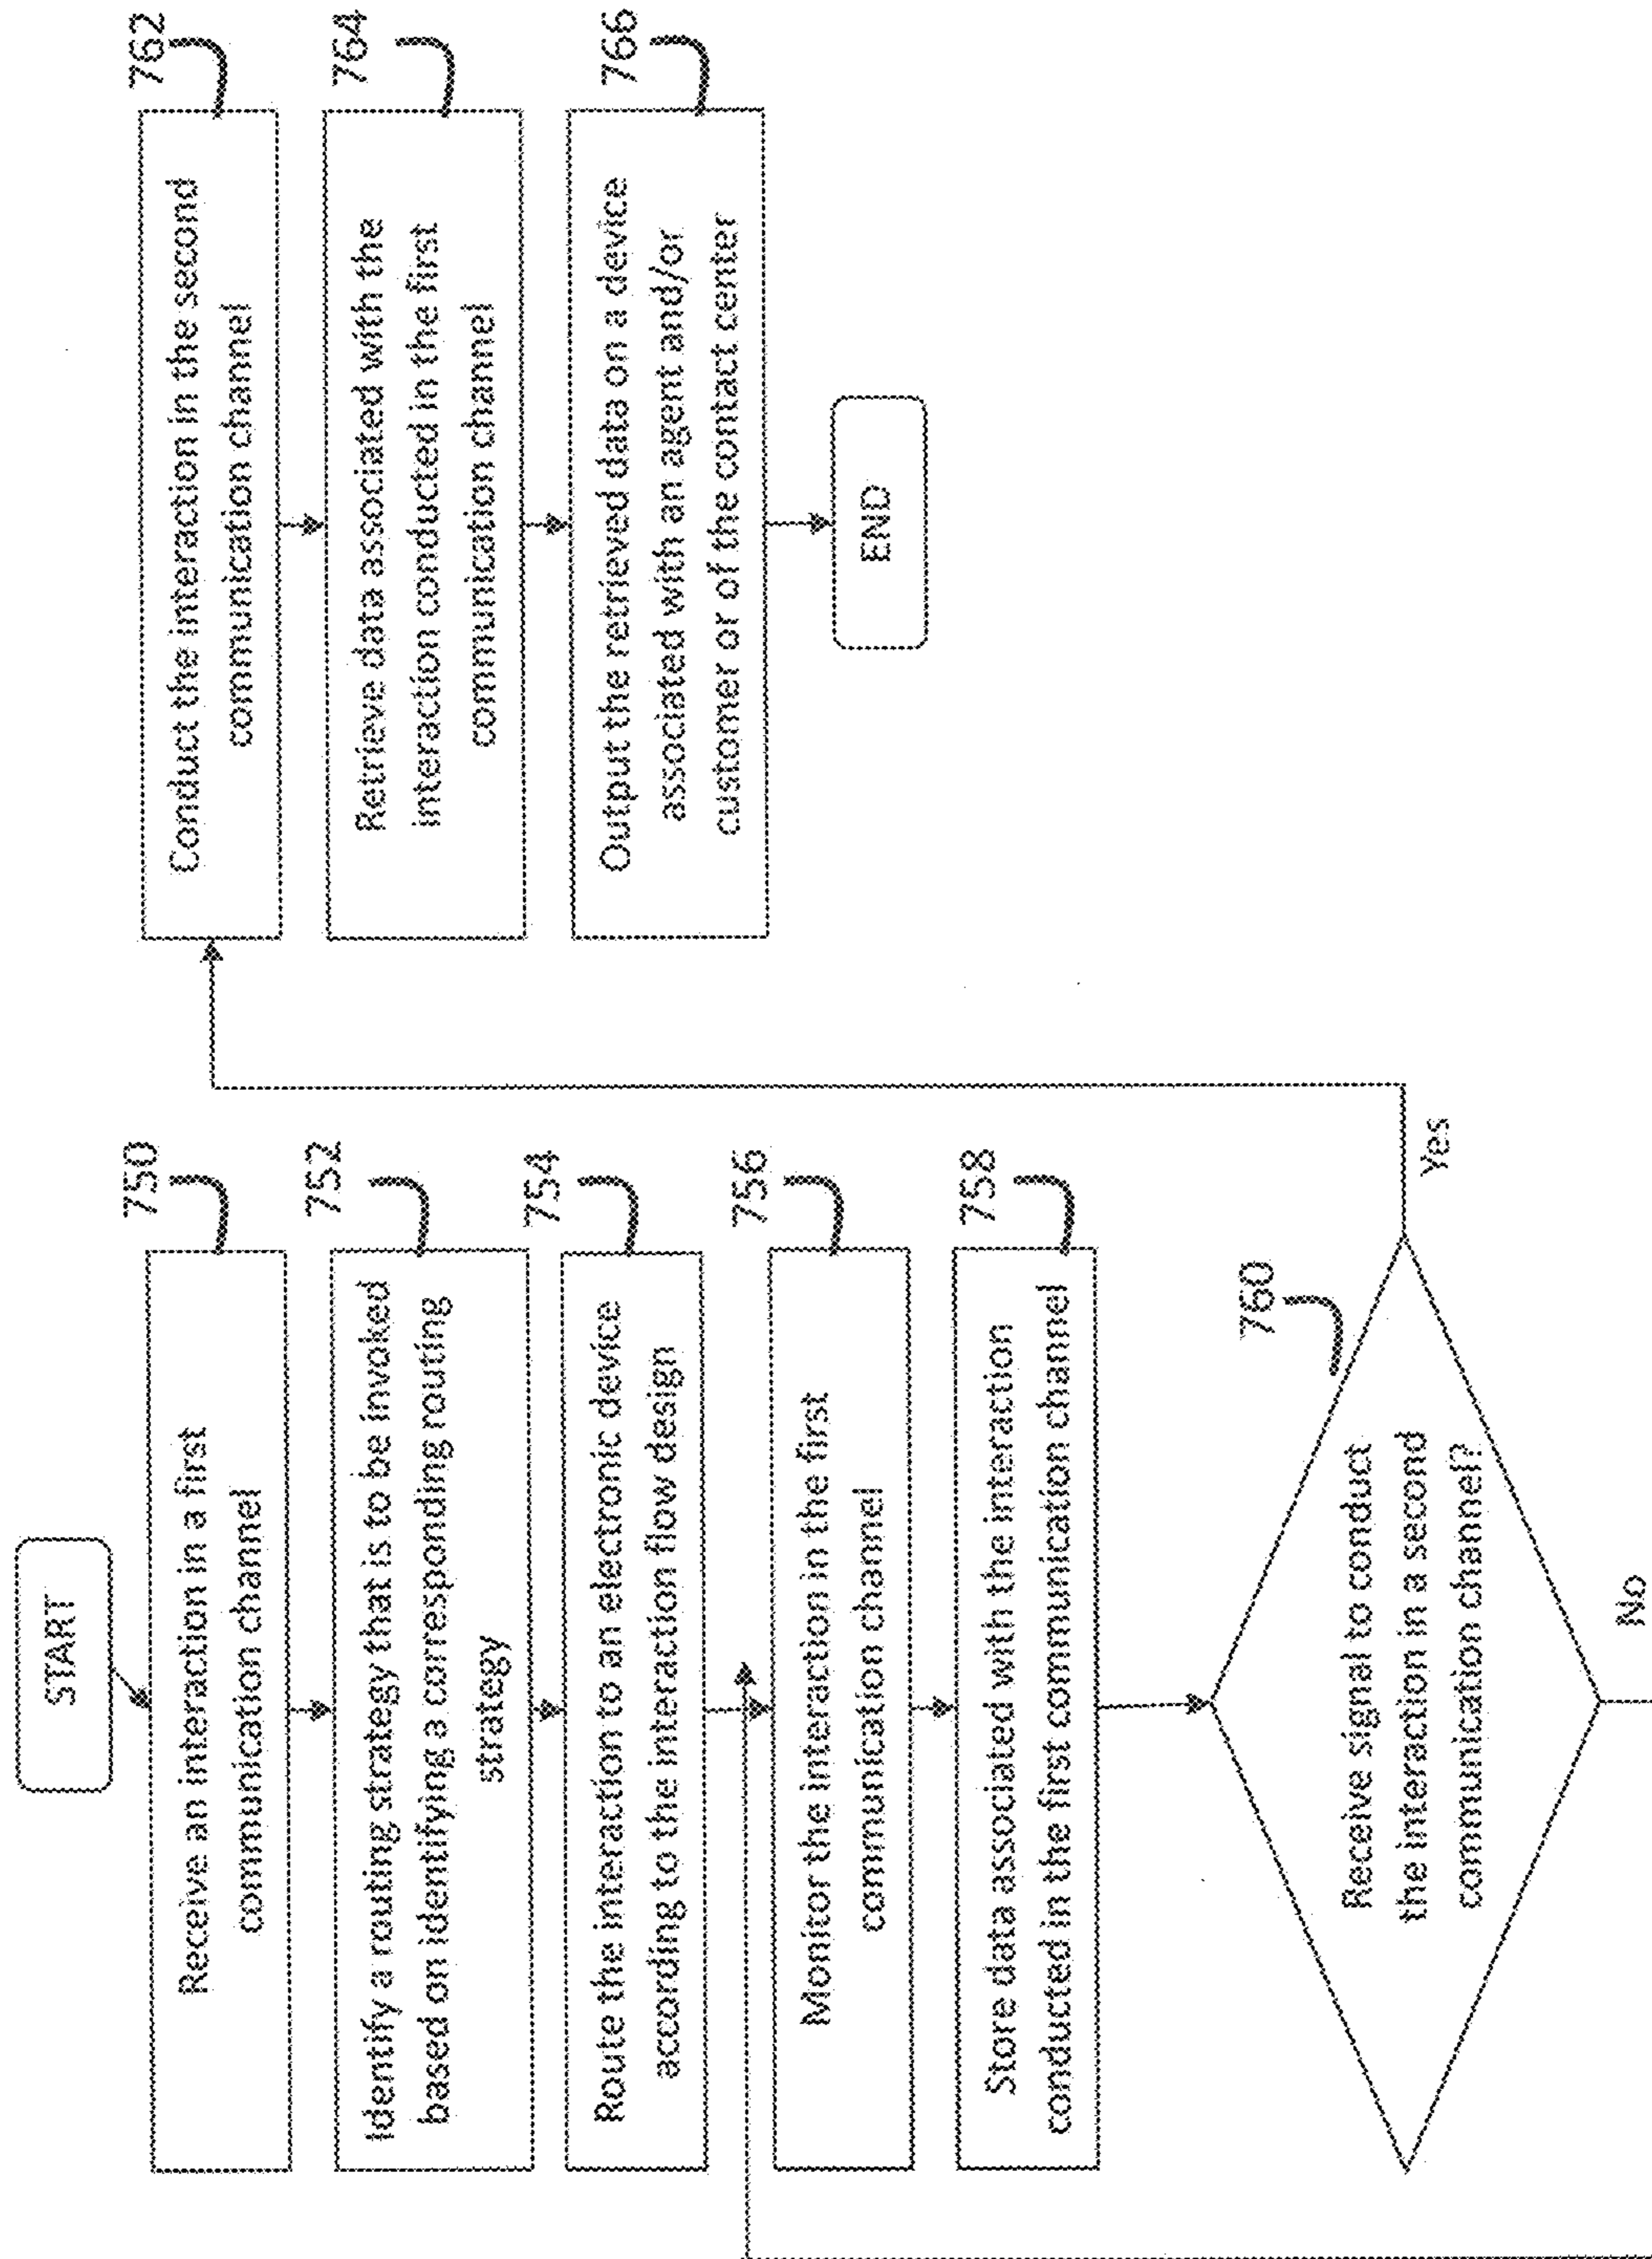 START
750
Receive an interaction in a first
communication channel
752
Identify a routing strategy that is to be invoked
based on identifying a corresponding routing
strategy
754
Route the interaction to an electronic device
according to the interaction flow design
756
Monitor the interaction in the first
communication channel
758
Store data associated with the interaction
conducted in the first communication channel
760
Receive signal to conduct
the interaction in a second
communication channel?
Yes
No
762
Conduct the interaction in the second
communication channel
764
Retrieve data associated with the
interaction conducted in the first
communication channel
766
Output the retrieved data on a device
associated with an agent and/or
customer or of the contact center
END